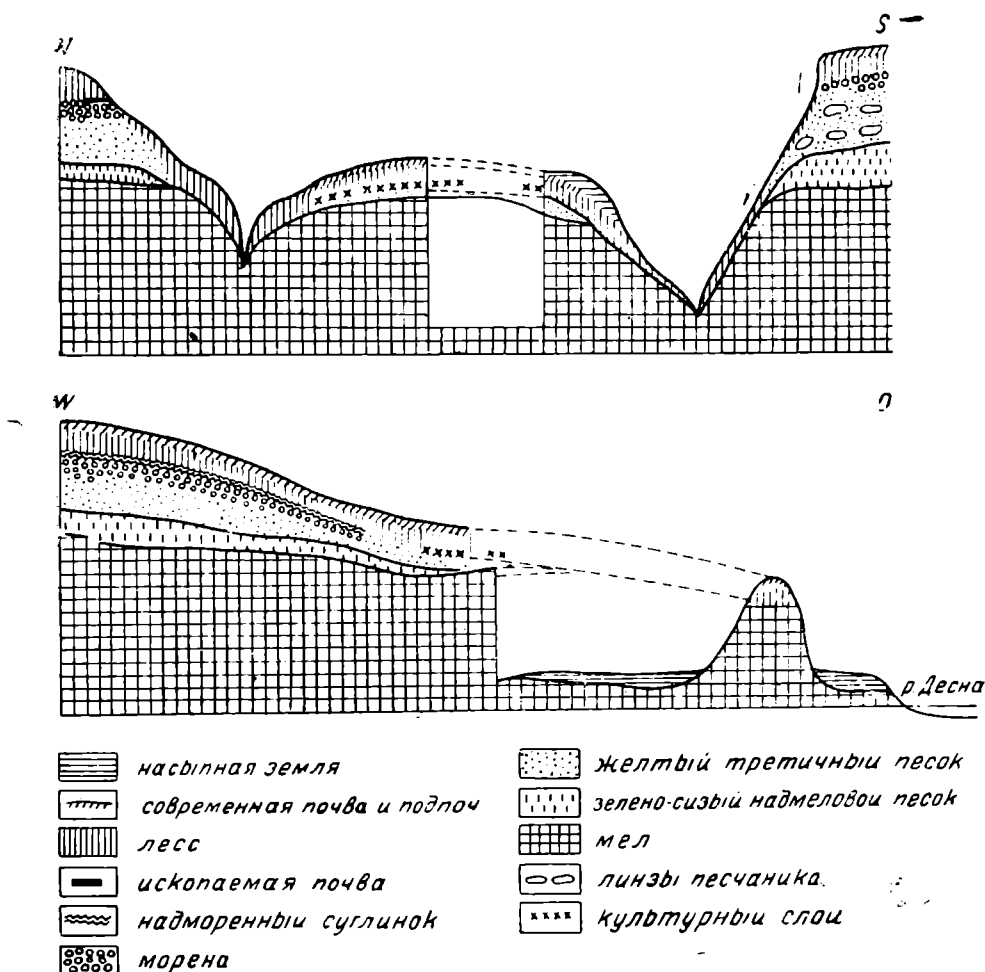 N
S
W
O
р. Десна
насыпная земля
современная почва и подпоч
лесс
ископаемая почва
надморенный суглинок
морена
желтый третичный песок
зелено-сизый надмеловой песок
мел
линзы песчаника
культурный слой